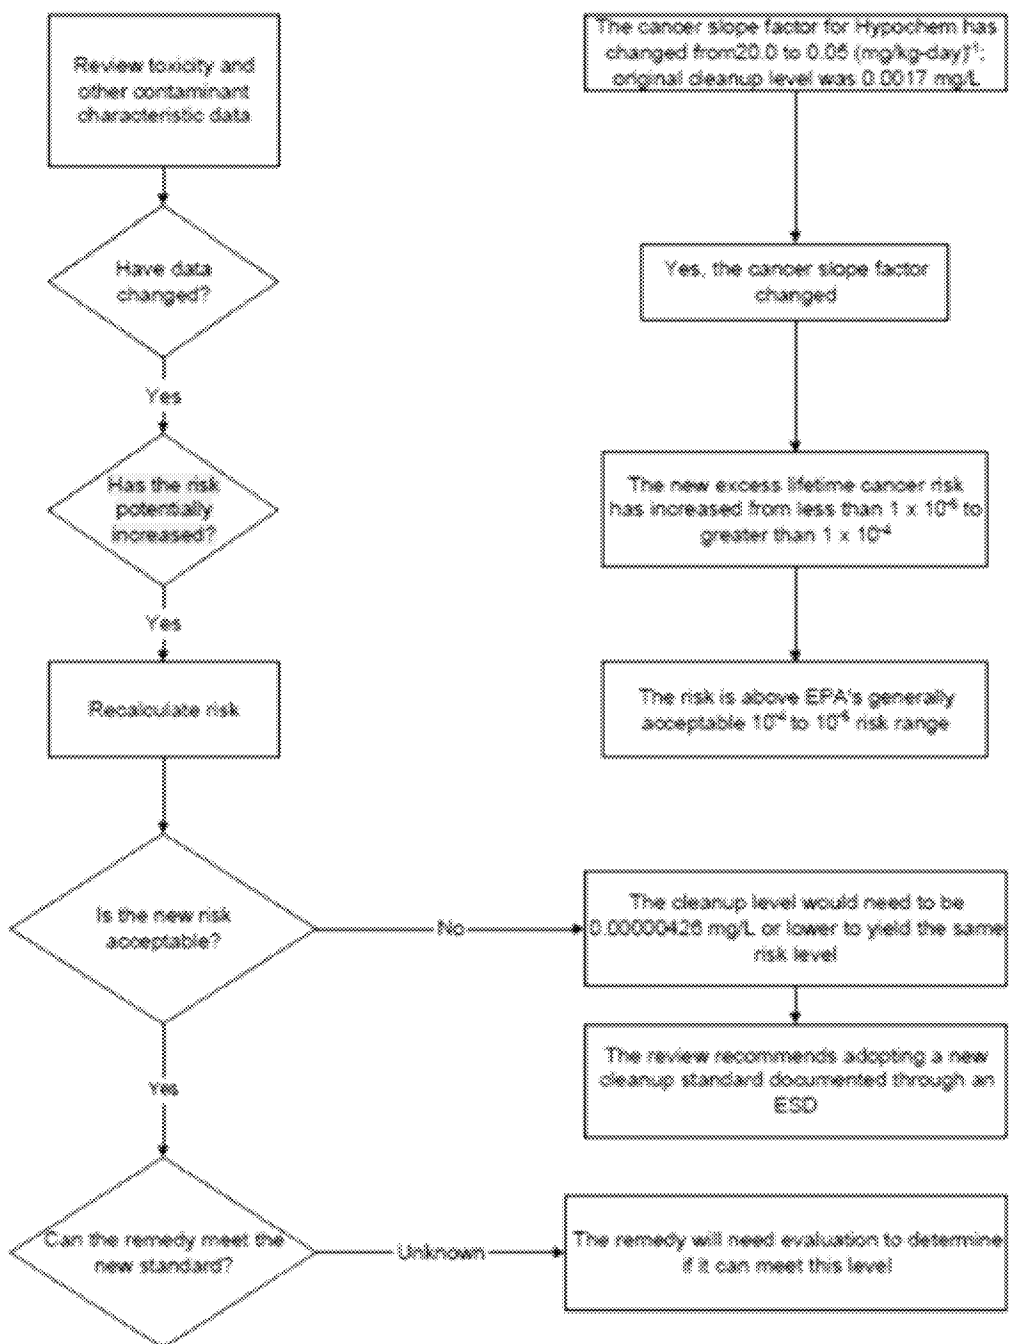 Review toxicity and
other contaminant
characteristic data
Have data
changed?
Yes
Has the risk
potentially
increased?
Yes
Recalculate risk
Is the new risk
acceptable?
No
Yes
Can the remedy meet the
new standard?
Unknown
The cancer slope factor for Hypochem has
changed from20.0 to 0.05 (mg/kg-day)⁻¹;
original cleanup level was 0.0017 mg/L
Yes, the cancer slope factor
changed
The new excess lifetime cancer risk
has increased from less than 1 x 10⁻⁶ to
greater than 1 x 10⁻⁴
The risk is above EPA's generally
acceptable 10⁻⁴ to 10⁻⁶ risk range
The cleanup level would need to be
0.00000426 mg/L or lower to yield the same
risk level
The review recommends adopting a new
cleanup standard documented through an
ESD
The remedy will need evaluation to determine
if it can meet this level